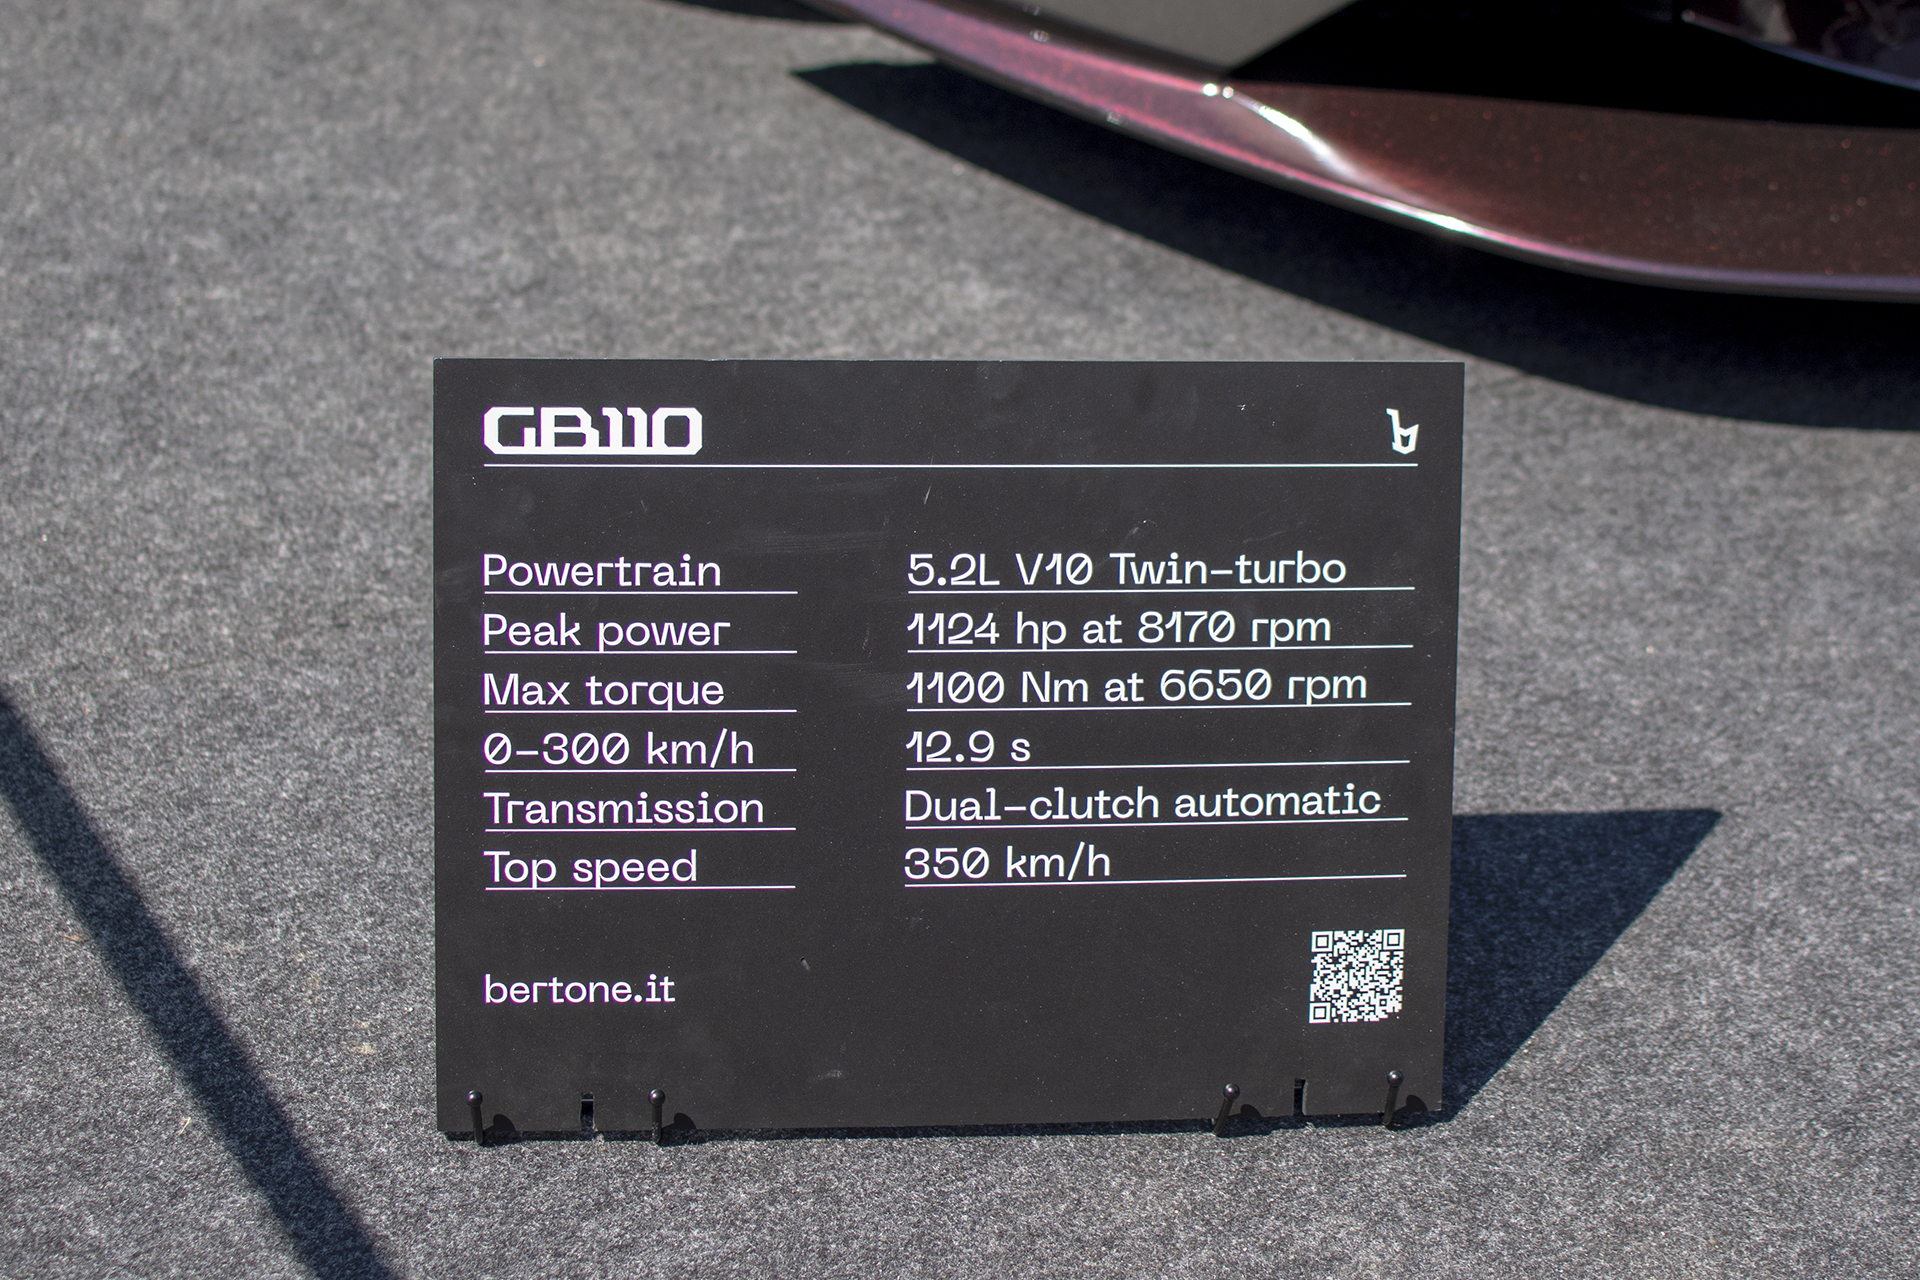 GB110
b
Powertrain 5.2L V10 Twin-turbo
Peak power 1124 hp at 8170 rpm
Max torque 1100 Nm at 6650 rpm
0-300 km/h 12.9 s
Transmission Dual-clutch automatic
Top speed 350 km/h
bertone.it